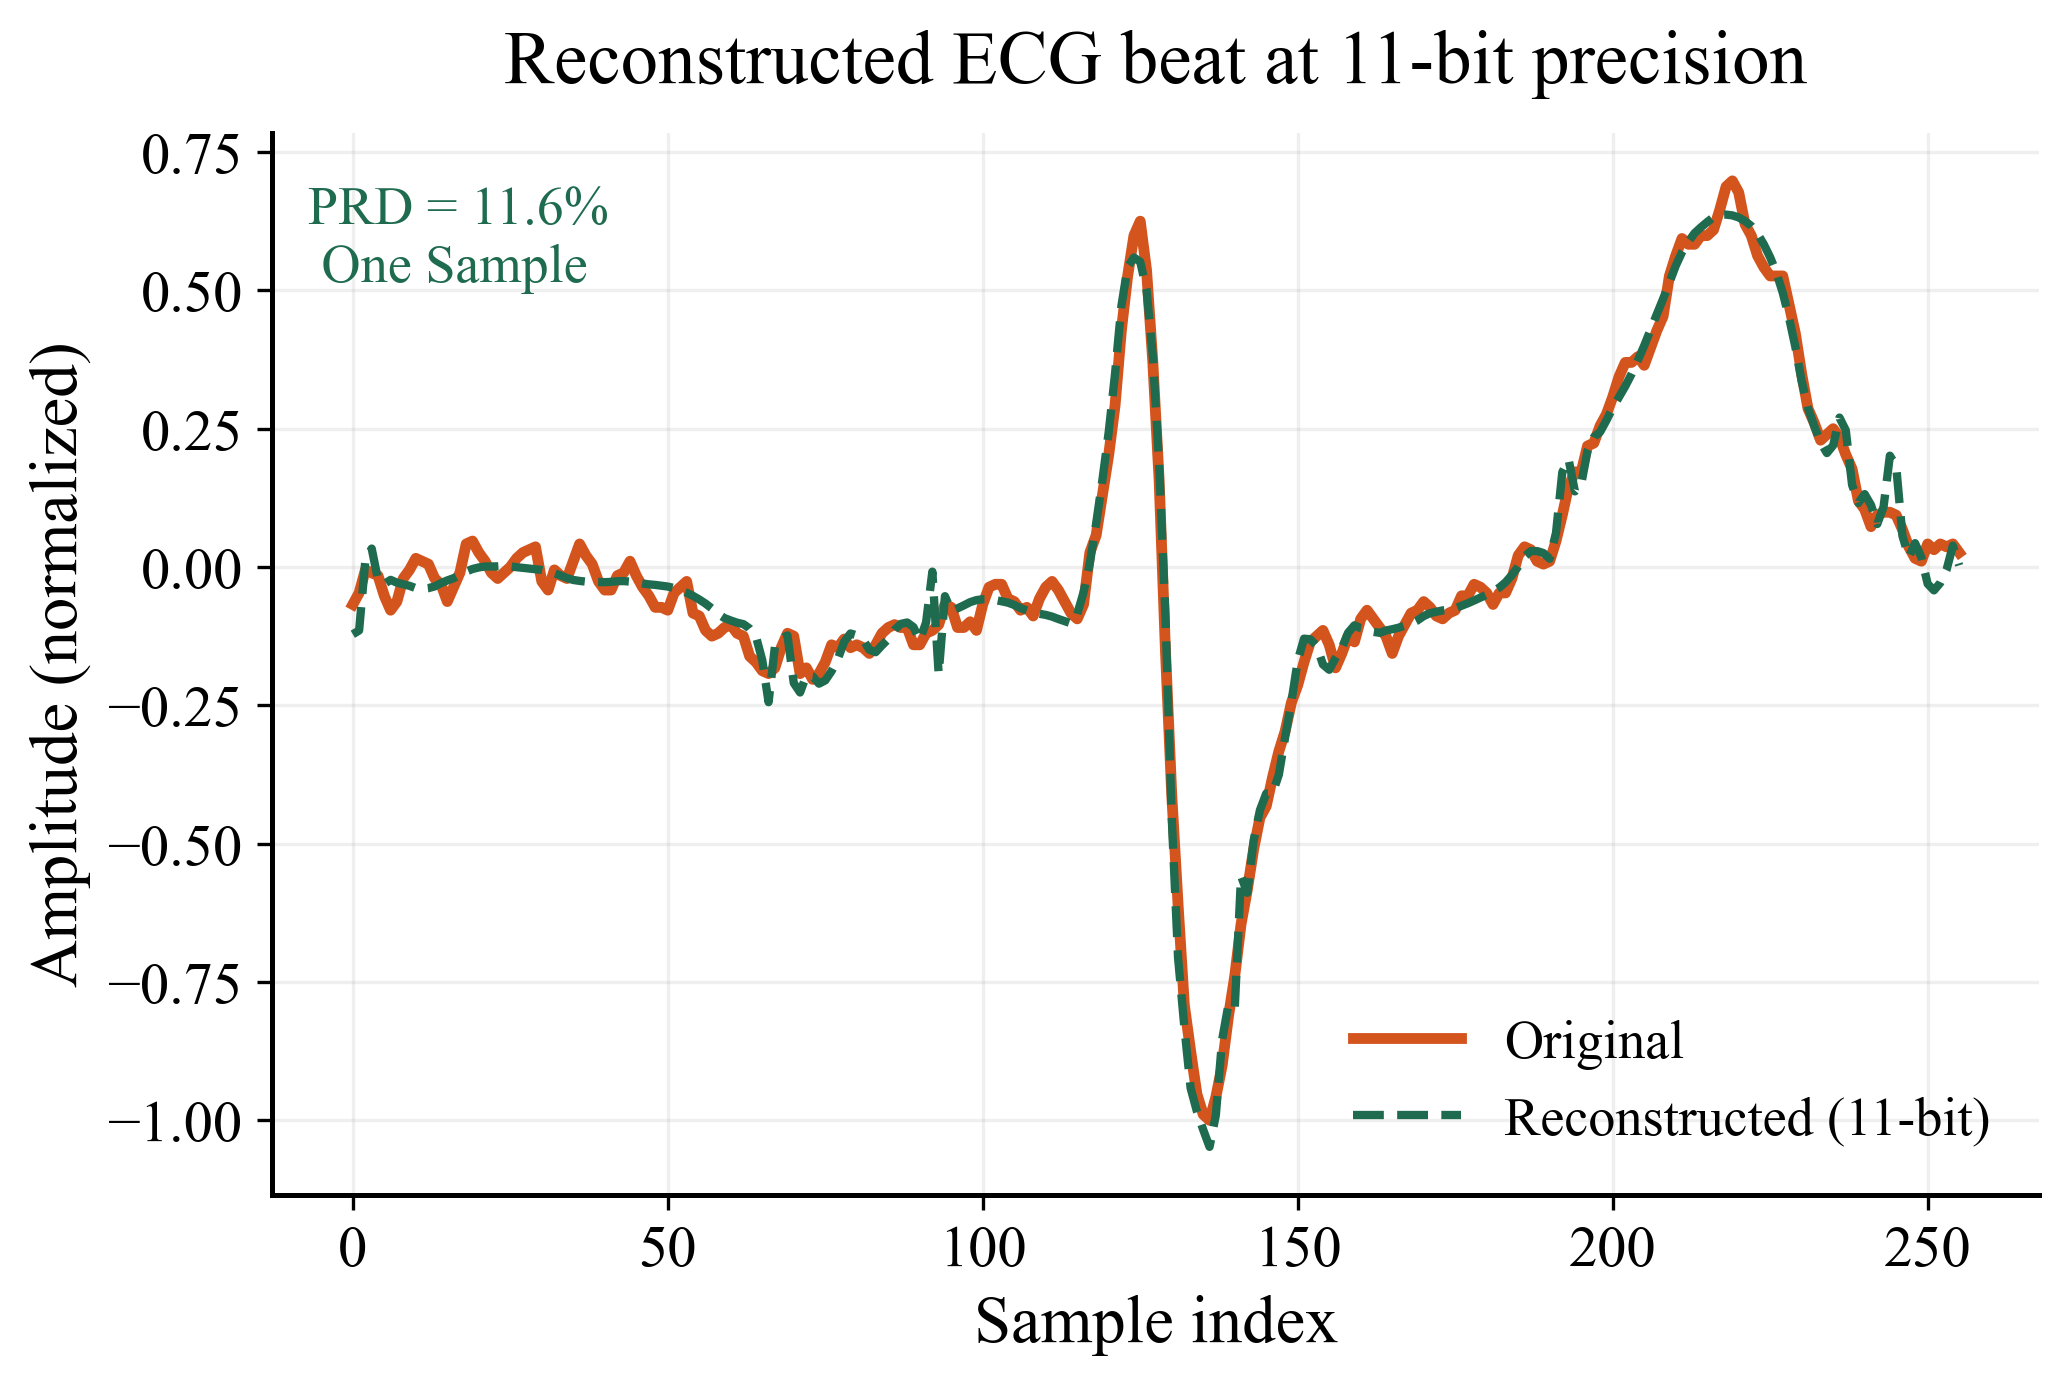 Reconstructed ECG beat at 11-bit precision
PRD = 11.6%
One Sample
Amplitude (normalized)
0.75
0.50
0.25
0.00
−0.25
−0.50
−0.75
−1.00
Original
Reconstructed (11-bit)
0 50 100 150 200 250
Sample index